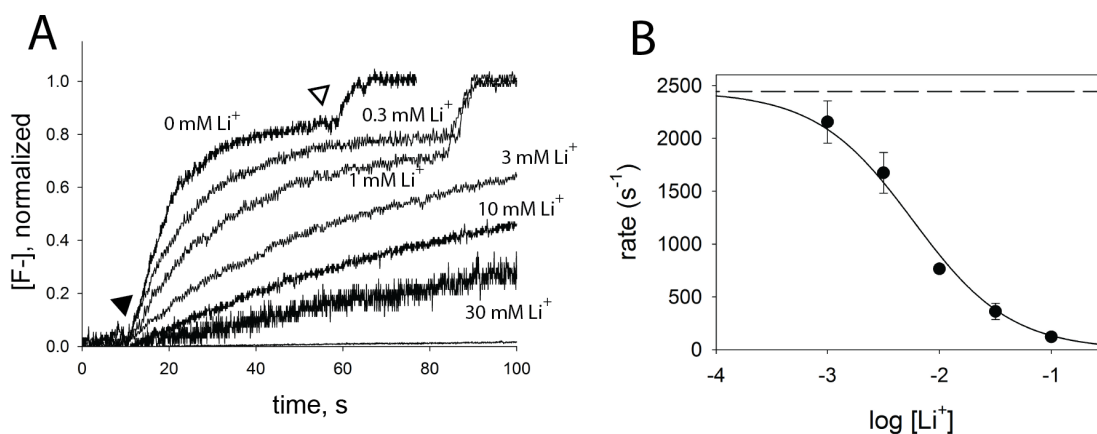 A
[F-], normalized
1.0
0.8
0.6
0.4
0.2
0.0
0 mM Li⁺
0.3 mM Li⁺
1 mM Li⁺
3 mM Li⁺
10 mM Li⁺
30 mM Li⁺
0 20 40 60 80 100
time, s
B
rate (s⁻¹)
2500
2000
1500
1000
500
0
-4 -3 -2 -1
log [Li⁺]